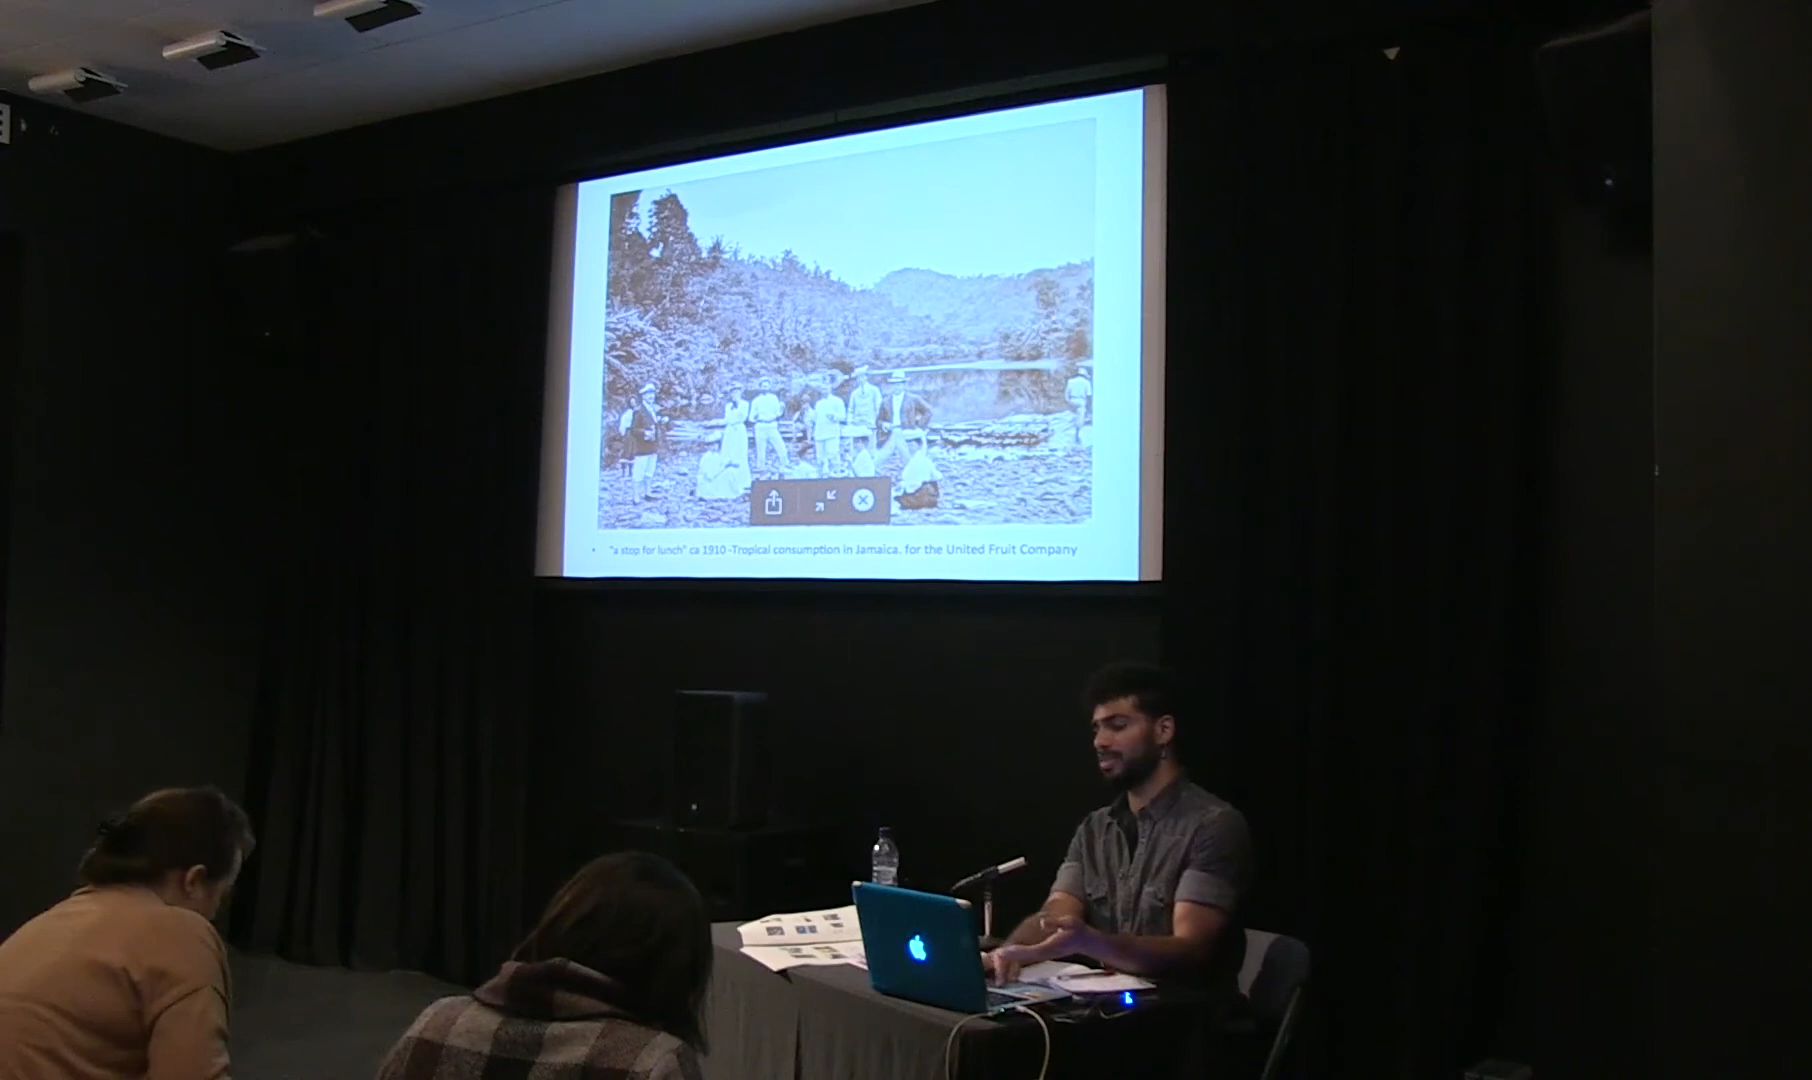 • "a stop for lunch" ca 1910 -Tropical consumption in Jamaica. for the United Fruit Company